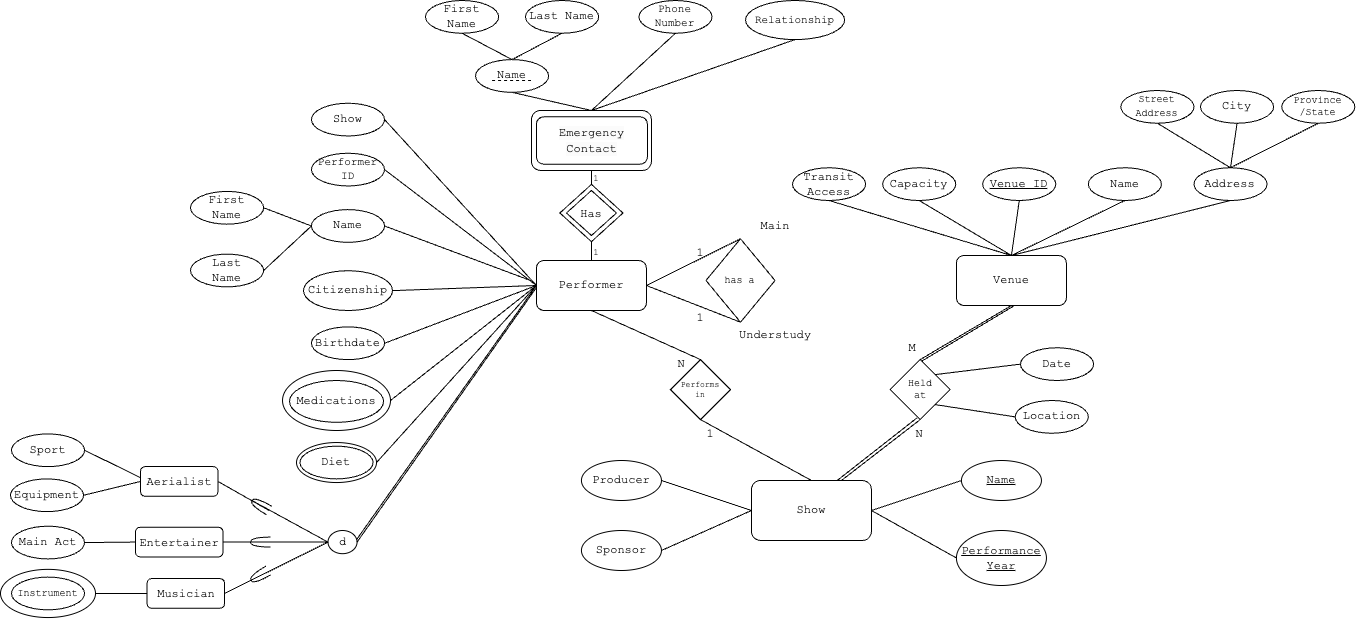 First
Name
Last Name
Phone
Number
Relationship
Name
Emergency
Contact
1
Has
1
Show
Performer
ID
First
Name
Name
Last
Name
Citizenship
Birthdate
Medications
Diet
Performer
Main
1
has a
1
Understudy
Street
Address
City
Province
/State
Transit
Access
Capacity
Venue ID
Name
Address
Venue
M
Held
at
N
Date
Location
N
Performs
in
1
Producer
Sponsor
Show
Name
Performance
Year
Sport
Equipment
Aerialist
Main Act
Entertainer
d
Instrument
Musician